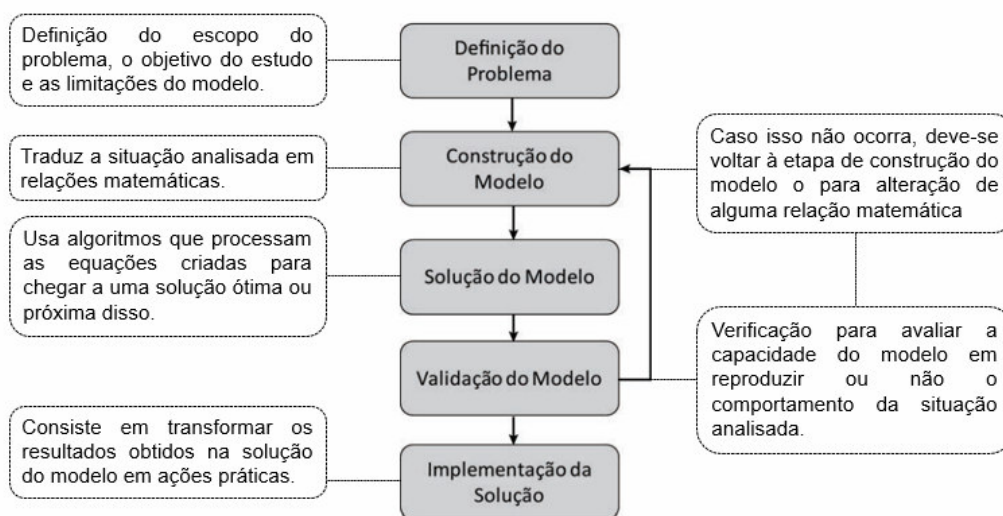 Definição do escopo do
problema, o objetivo do estudo
e as limitações do modelo.
Definição do
Problema
Traduz a situação analisada em
relações matemáticas.
Construção do
Modelo
Caso isso não ocorra, deve-se
voltar à etapa de construção do
modelo o para alteração de
alguma relação matemática
Usa algoritmos que processam
as equações criadas para
chegar a uma solução ótima ou
próxima disso.
Solução do Modelo
Validação do Modelo
Verificação para avaliar a
capacidade do modelo em
reproduzir ou não o
comportamento da situação
analisada.
Consiste em transformar os
resultados obtidos na solução
do modelo em ações práticas.
Implementação da
Solução